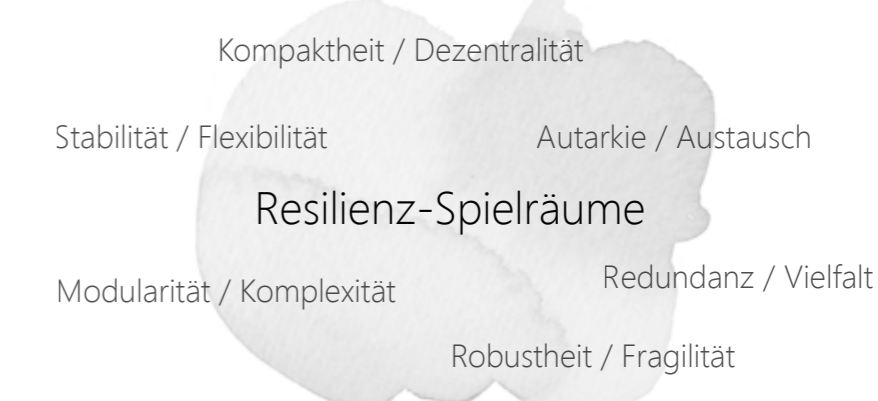 Kompaktheit / Dezentralität
Stabilität / Flexibilität
Autarkie / Austausch
Resilienz-Spielräume
Modularität / Komplexität
Redundanz / Vielfalt
Robustheit / Fragilität